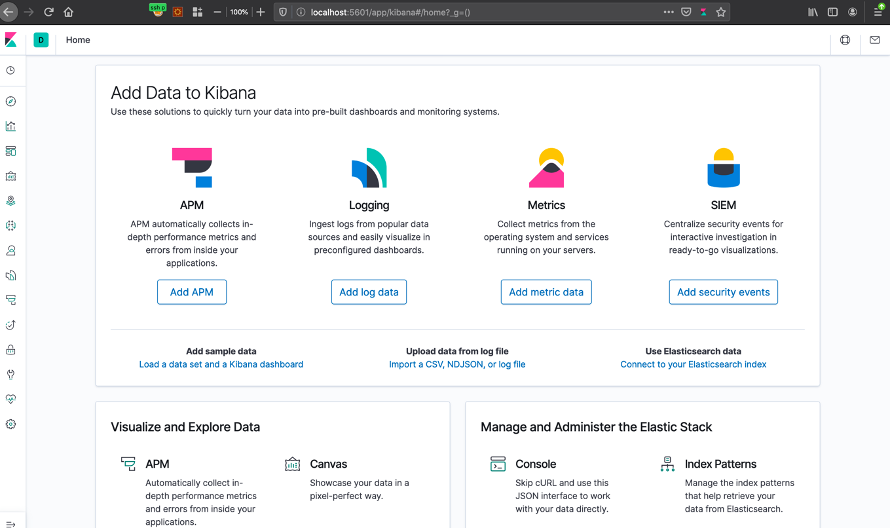 ssh p
100%
localhost:5601/app/kibana#/home?_g=()
D
Home
Add Data to Kibana
Use these solutions to quickly turn your data into pre-built dashboards and monitoring systems.
APM
APM automatically collects in-
depth performance metrics and
errors from inside your
applications.
Add APM
Logging
Ingest logs from popular data
sources and easily visualize in
preconfigured dashboards.
Add log data
Metrics
Collect metrics from the
operating system and services
running on your servers.
Add metric data
SIEM
Centralize security events for
interactive investigation in
ready-to-go visualizations.
Add security events
Add sample data
Load a data set and a Kibana dashboard
Upload data from log file
Import a CSV, NDJSON, or log file
Use Elasticsearch data
Connect to your Elasticsearch index
Visualize and Explore Data
APM
Automatically collect in-
depth performance metrics
and errors from inside your
applications.
Canvas
Showcase your data in a
pixel-perfect way.
Manage and Administer the Elastic Stack
Console
Skip cURL and use this
JSON interface to work
with your data directly.
Index Patterns
Manage the index patterns
that help retrieve your
data from Elasticsearch.